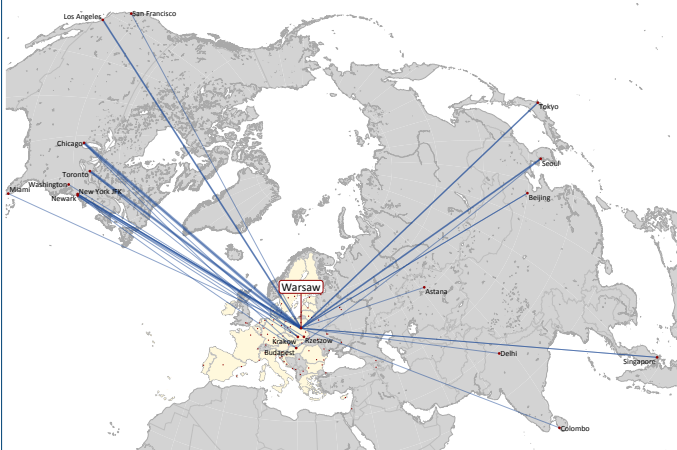 Los Angeles
San Francisco
Tokyo
Chicago
Seoul
Toronto
Washington
Miami
New York JFK
Newark
Beijing
Warsaw
Astana
Krakow
Rzeszow
Budapest
Delhi
Singapore
Colombo